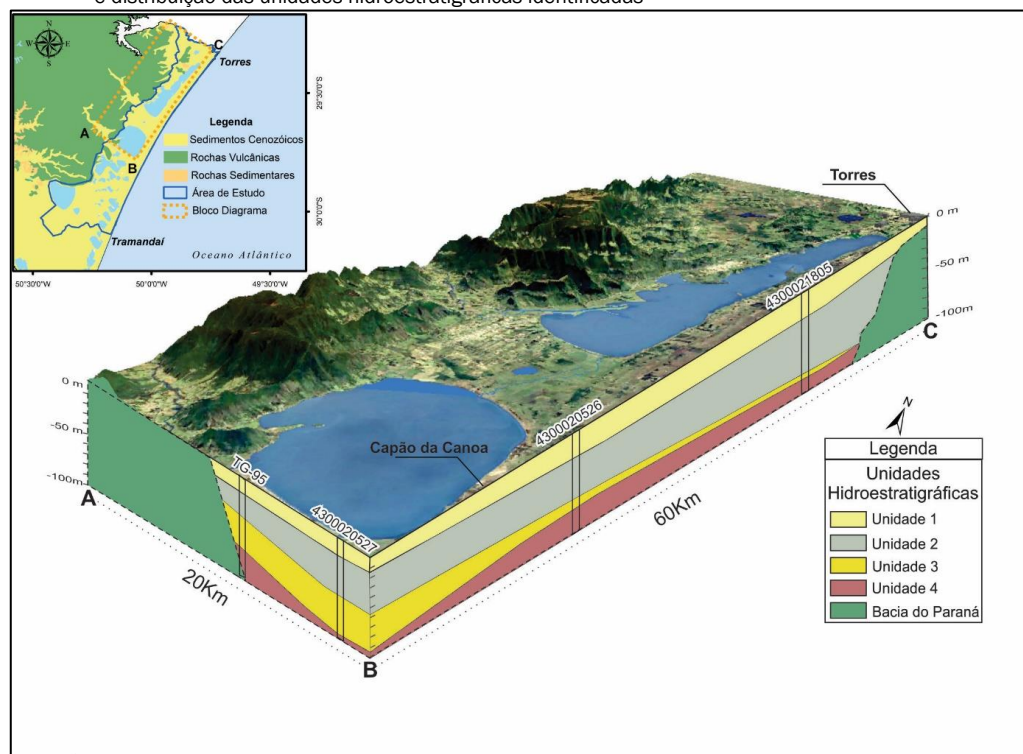 e distribuição das unidades hidroestratigráficas identificadas
N
W E
S
C
Torres
A
B
Legenda
Sedimentos Cenozóicos
Rochas Vulcânicas
Rochas Sedimentares
Área de Estudo
Bloco Diagrama
Tramandaí
Oceano Atlântico
29°30'0"S
30°0'0"S
50°30'0"W
50°0'0"W
49°30'0"W
Torres
0 m
-50 m
-100m
C
4300021805
0 m
-50 m
-100m
A
TG-95
4300020527
Capão da Canoa
4300020526
20Km
60Km
B
N
Legenda
Unidades
Hidroestratigráficas
Unidade 1
Unidade 2
Unidade 3
Unidade 4
Bacia do Paraná